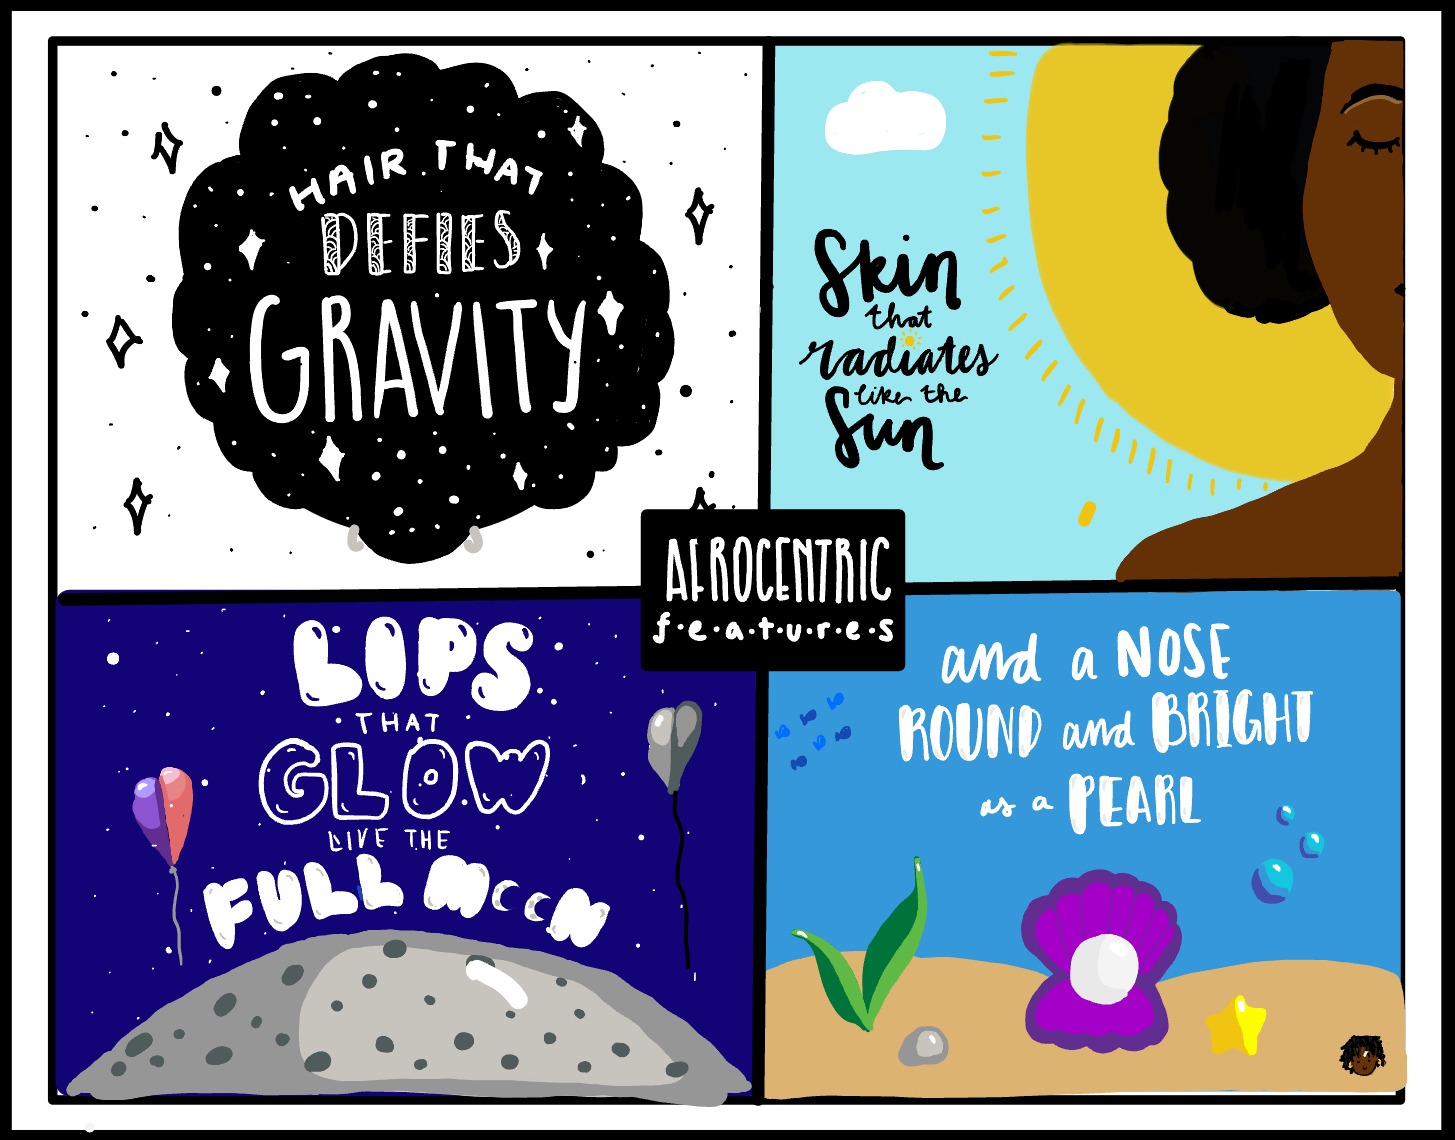 HAIR THAT
DEFIES
GRAVITY
Skin
that
radiates
like the
Sun
AFROCENTRIC
f·e·a·t·u·r·e·s
LIPS
THAT
GLOW
LIVE THE
FULL MOON
and a NOSE
ROUND and BRIGHT
as a PEARL